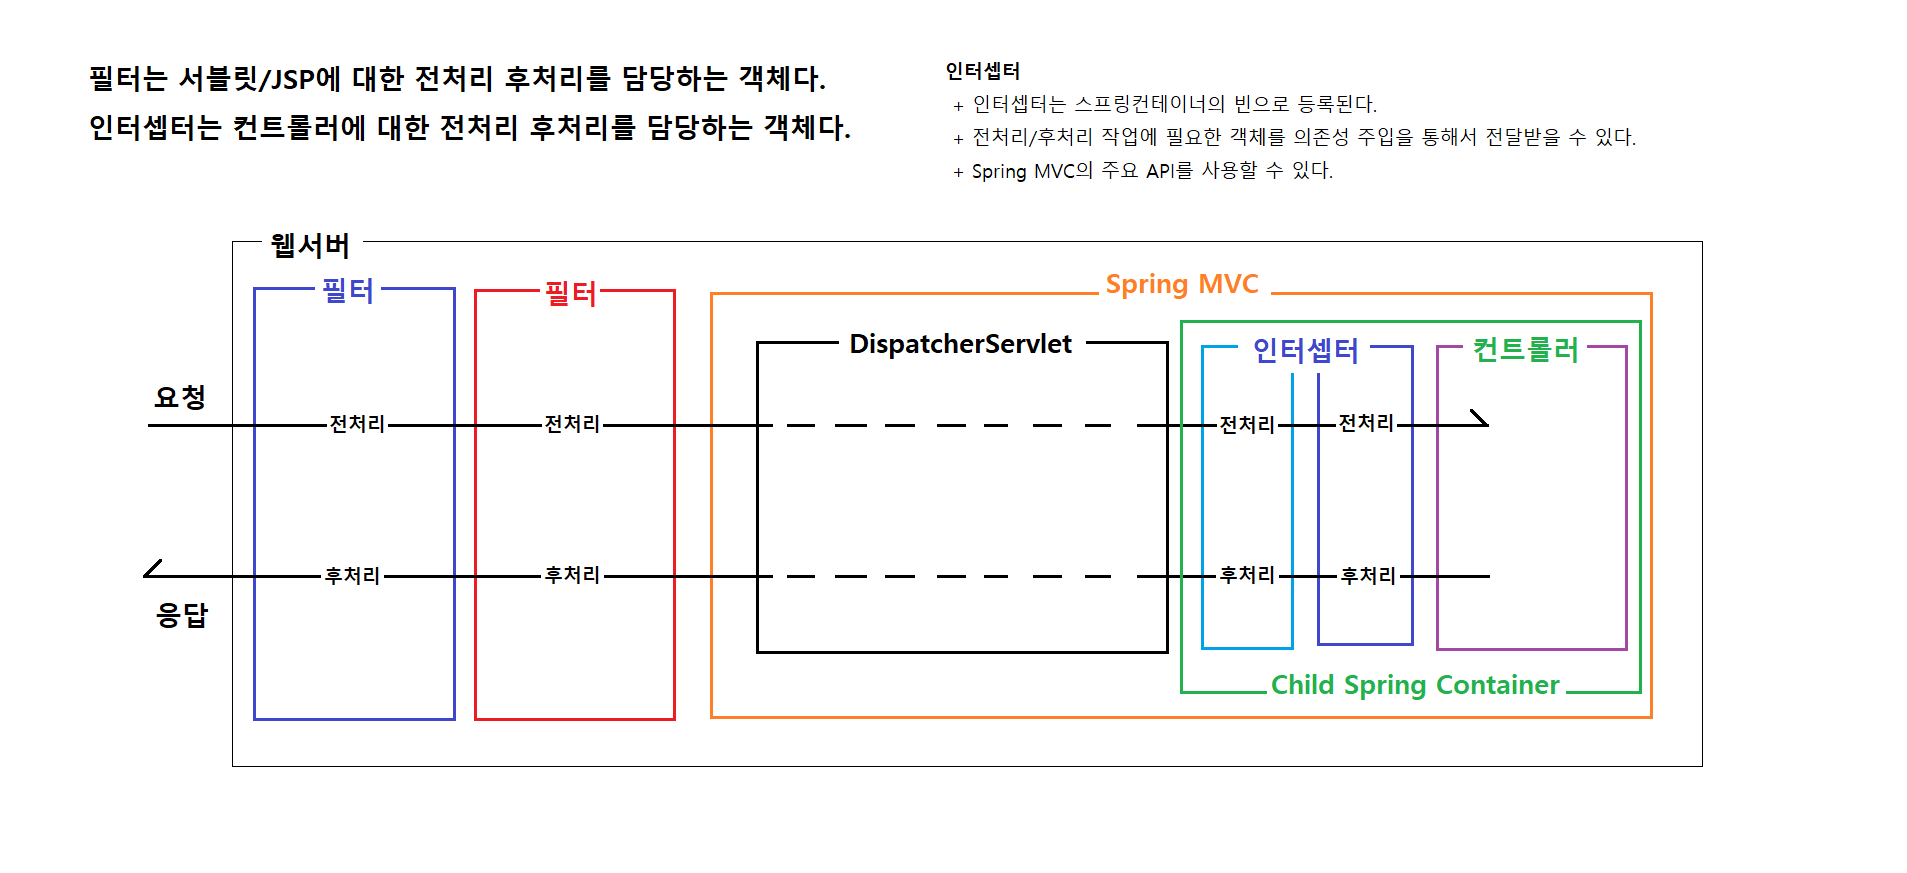 필터는 서블릿/JSP에 대한 전처리 후처리를 담당하는 객체다.
인터셉터는 컨트롤러에 대한 전처리 후처리를 담당하는 객체다.
인터셉터
+ 인터셉터는 스프링컨테이너의 빈으로 등록된다.
+ 전처리/후처리 작업에 필요한 객체를 의존성 주입을 통해서 전달받을 수 있다.
+ Spring MVC의 주요 API를 사용할 수 있다.
웹서버
필터
필터
Spring MVC
DispatcherServlet
인터셉터
컨트롤러
요청
전처리
전처리
전처리
전처리
후처리
후처리
후처리
후처리
응답
Child Spring Container